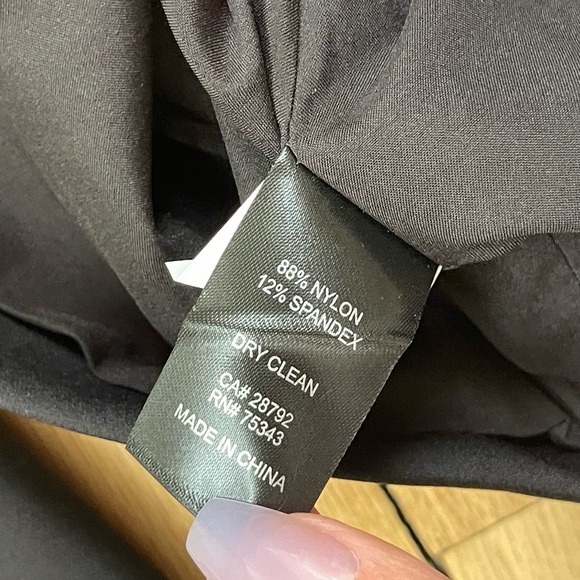 88% NYLON
12% SPANDEX
DRY CLEAN
CA# 28792
RN# 75343
MADE IN CHINA